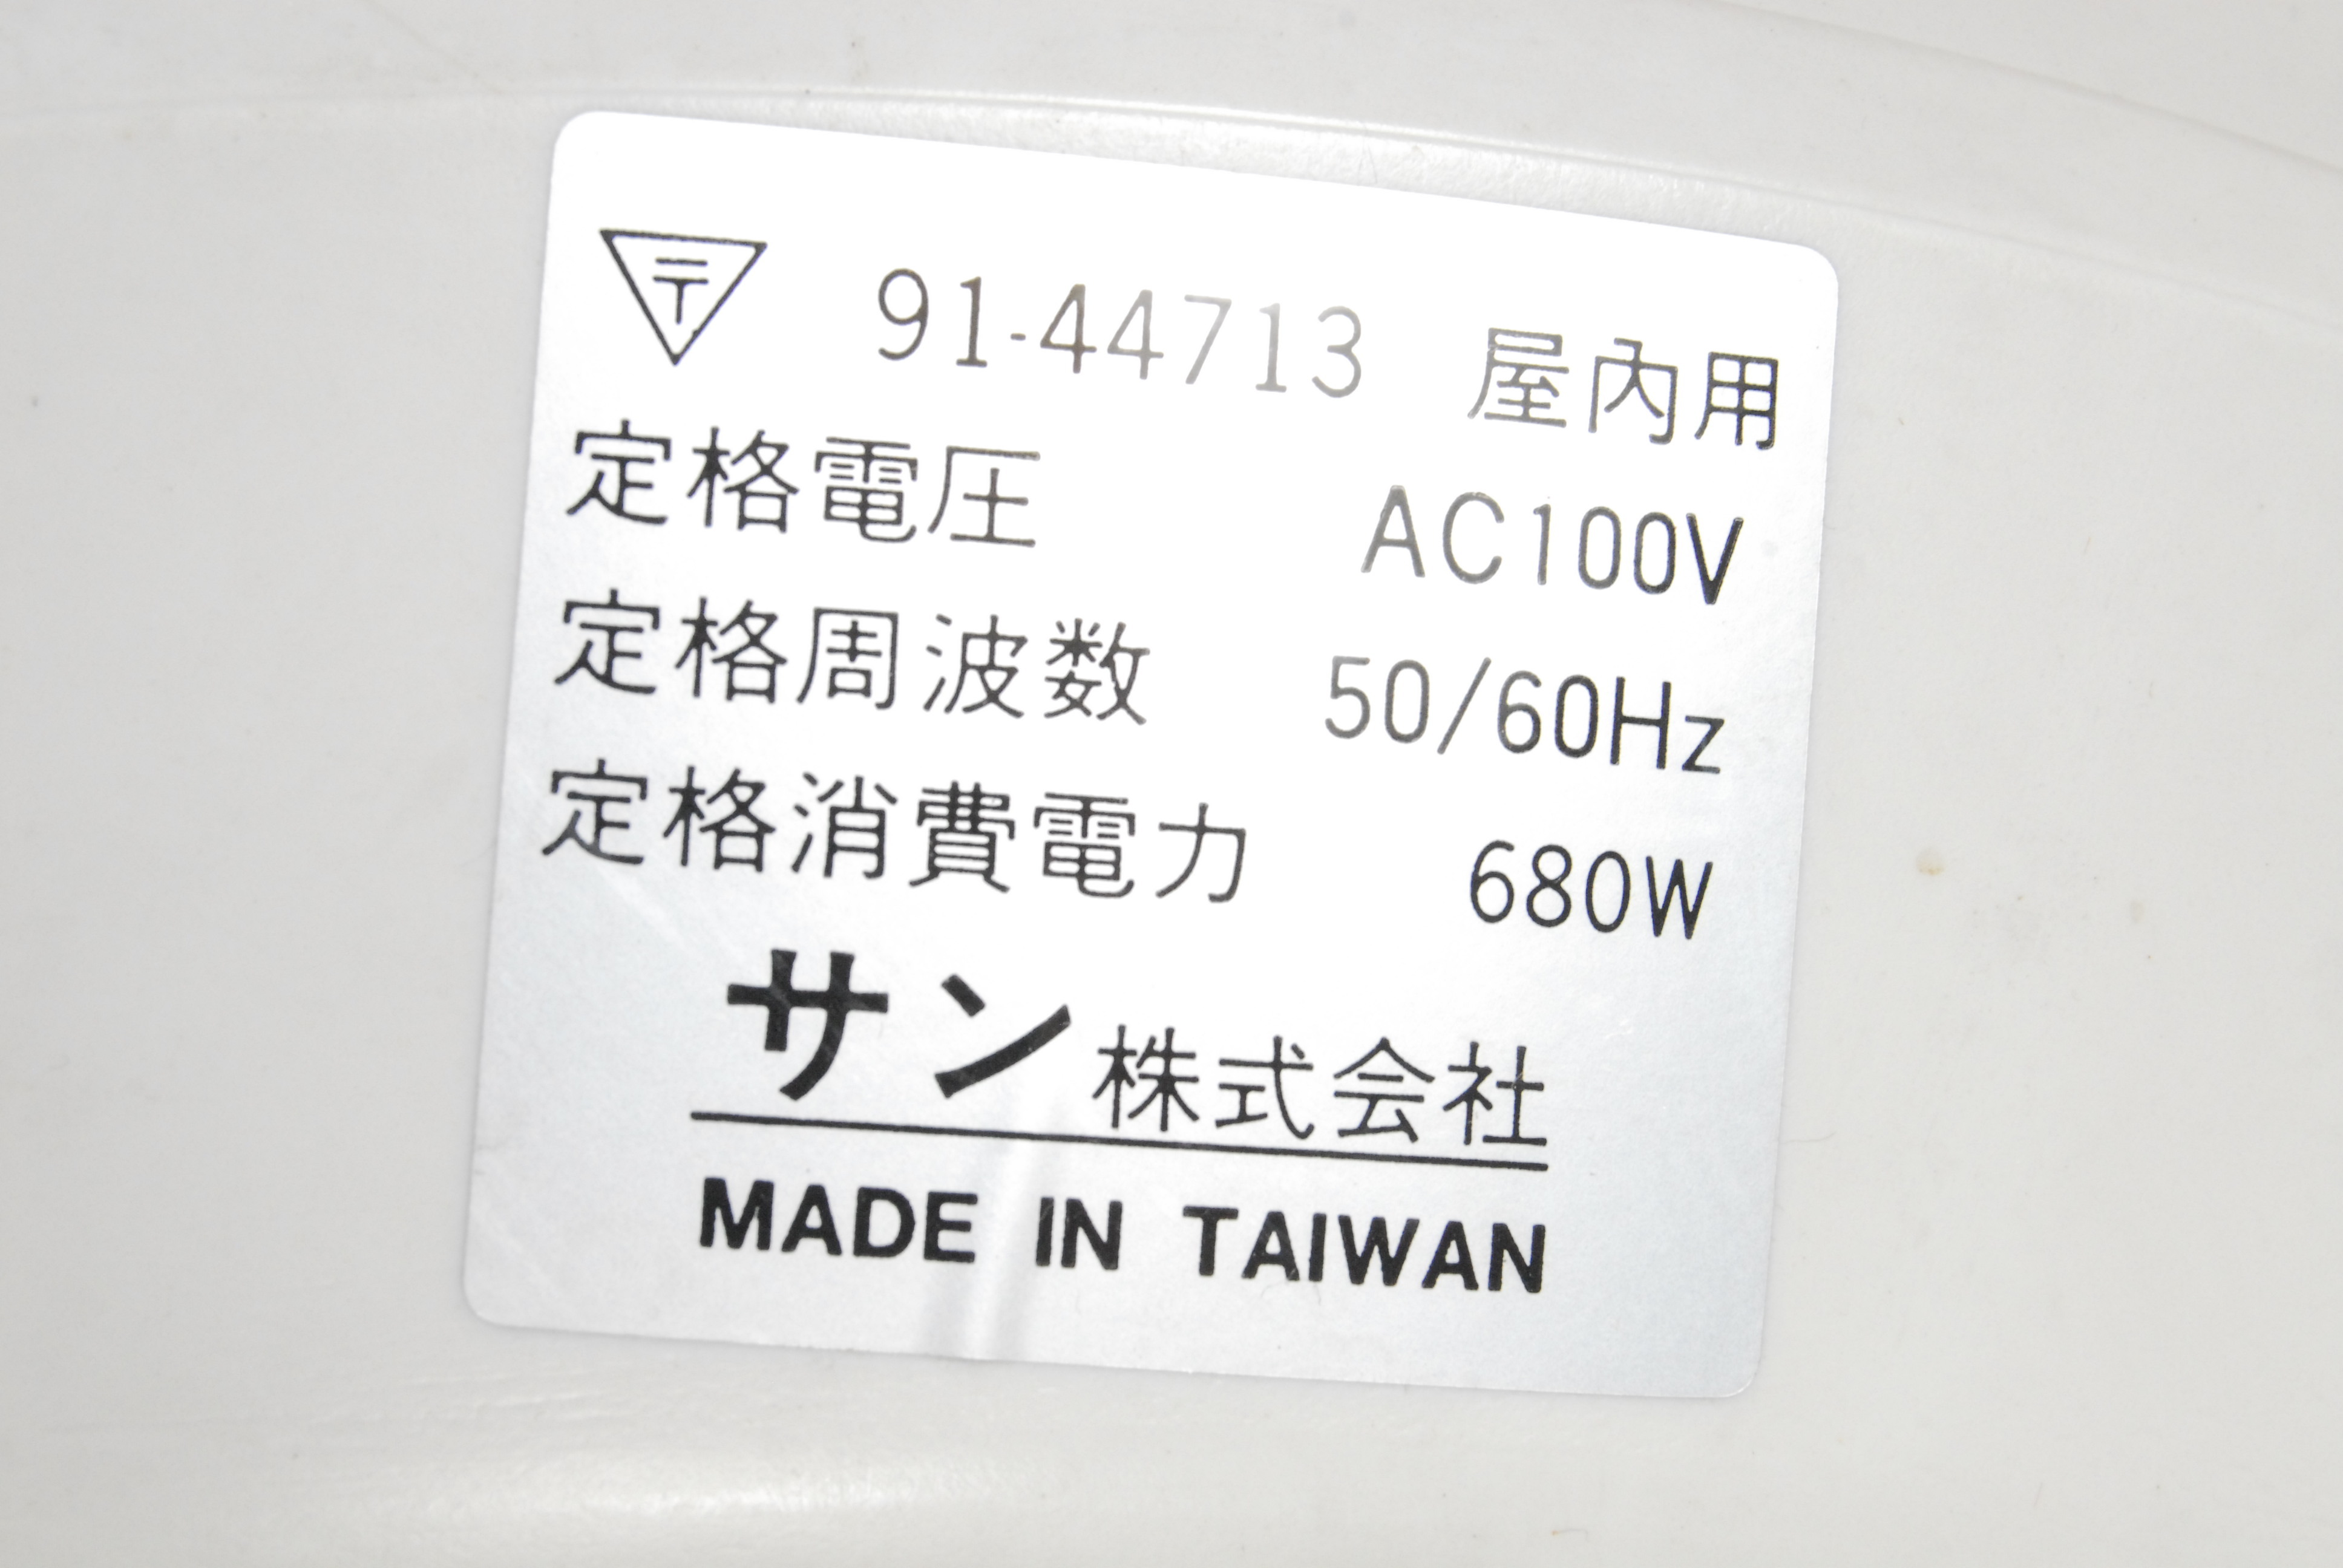 〒 91-44713 屋内用
定格電圧 AC100V
定格周波数 50/60Hz
定格消費電力 680W
サン株式会社
MADE IN TAIWAN